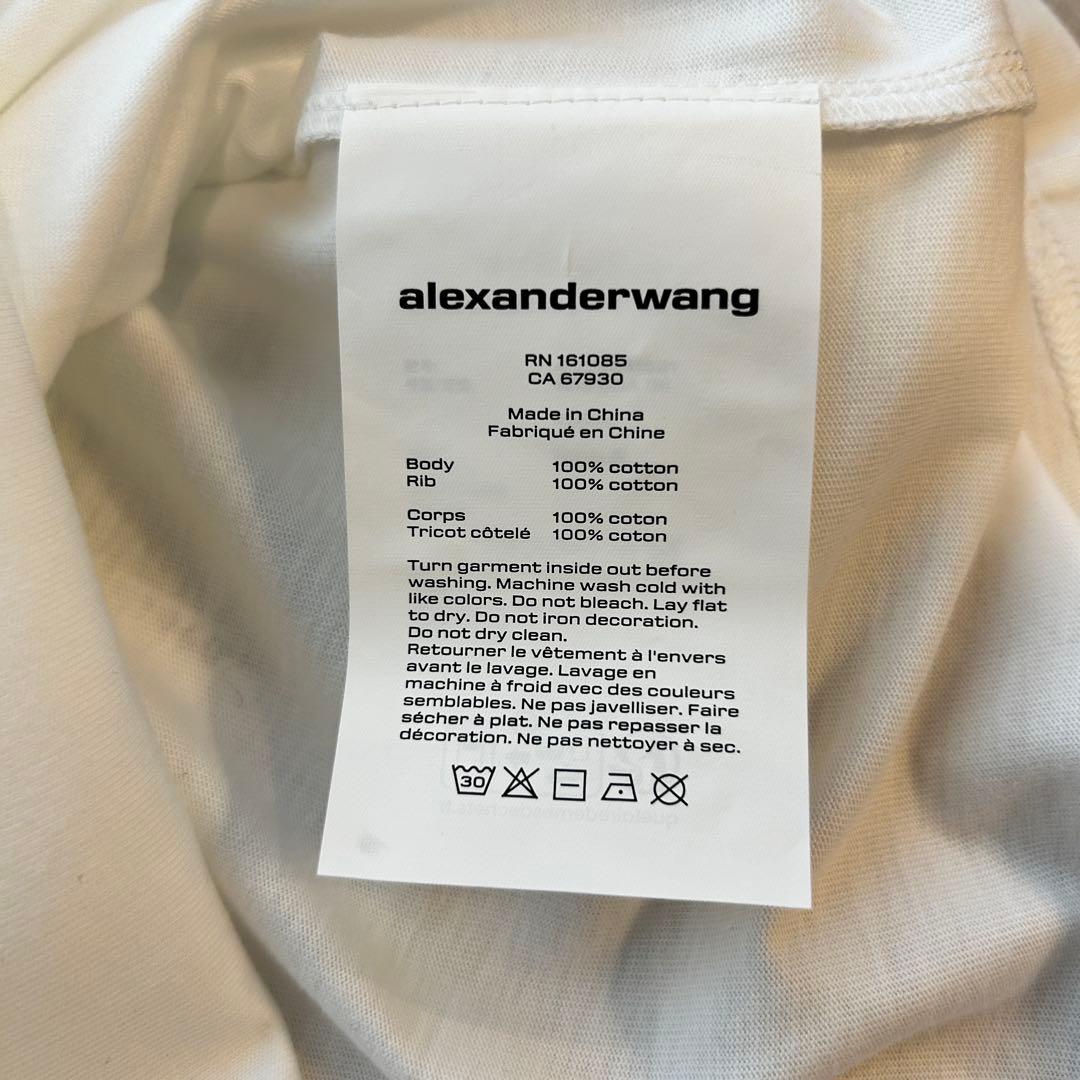 alexanderwang
RN 161085
CA 67930
Made in China
Fabriqué en Chine
Body 100% cotton
Rib 100% cotton
Corps 100% coton
Tricot côtelé 100% coton
Turn garment inside out before
washing. Machine wash cold with
like colors. Do not bleach. Lay flat
to dry. Do not iron decoration.
Do not dry clean.
Retourner le vêtement à l'envers
avant le lavage. Lavage en
machine à froid avec des couleurs
semblables. Ne pas javelliser. Faire
sécher à plat. Ne pas repasser la
décoration. Ne pas nettoyer à sec.
30